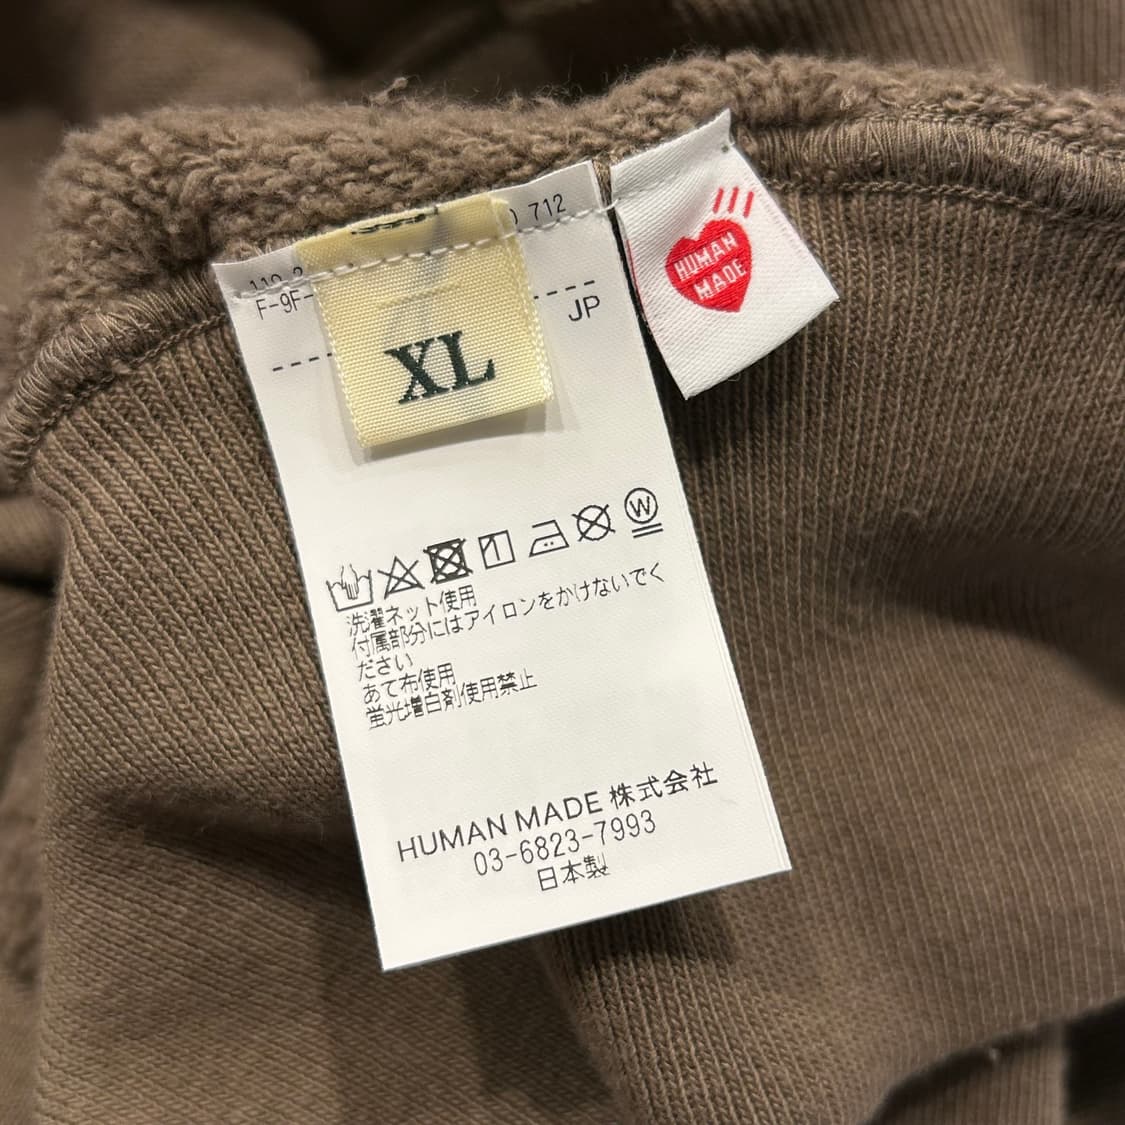 712
F-9F-
JP
XL
HUMAN
MADE
W
洗濯ネット使用
付属部分にはアイロンをかけないでく
ださい
あて布使用
蛍光増白剤使用禁止
HUMAN MADE 株式会社
03-6823-7993
日本製